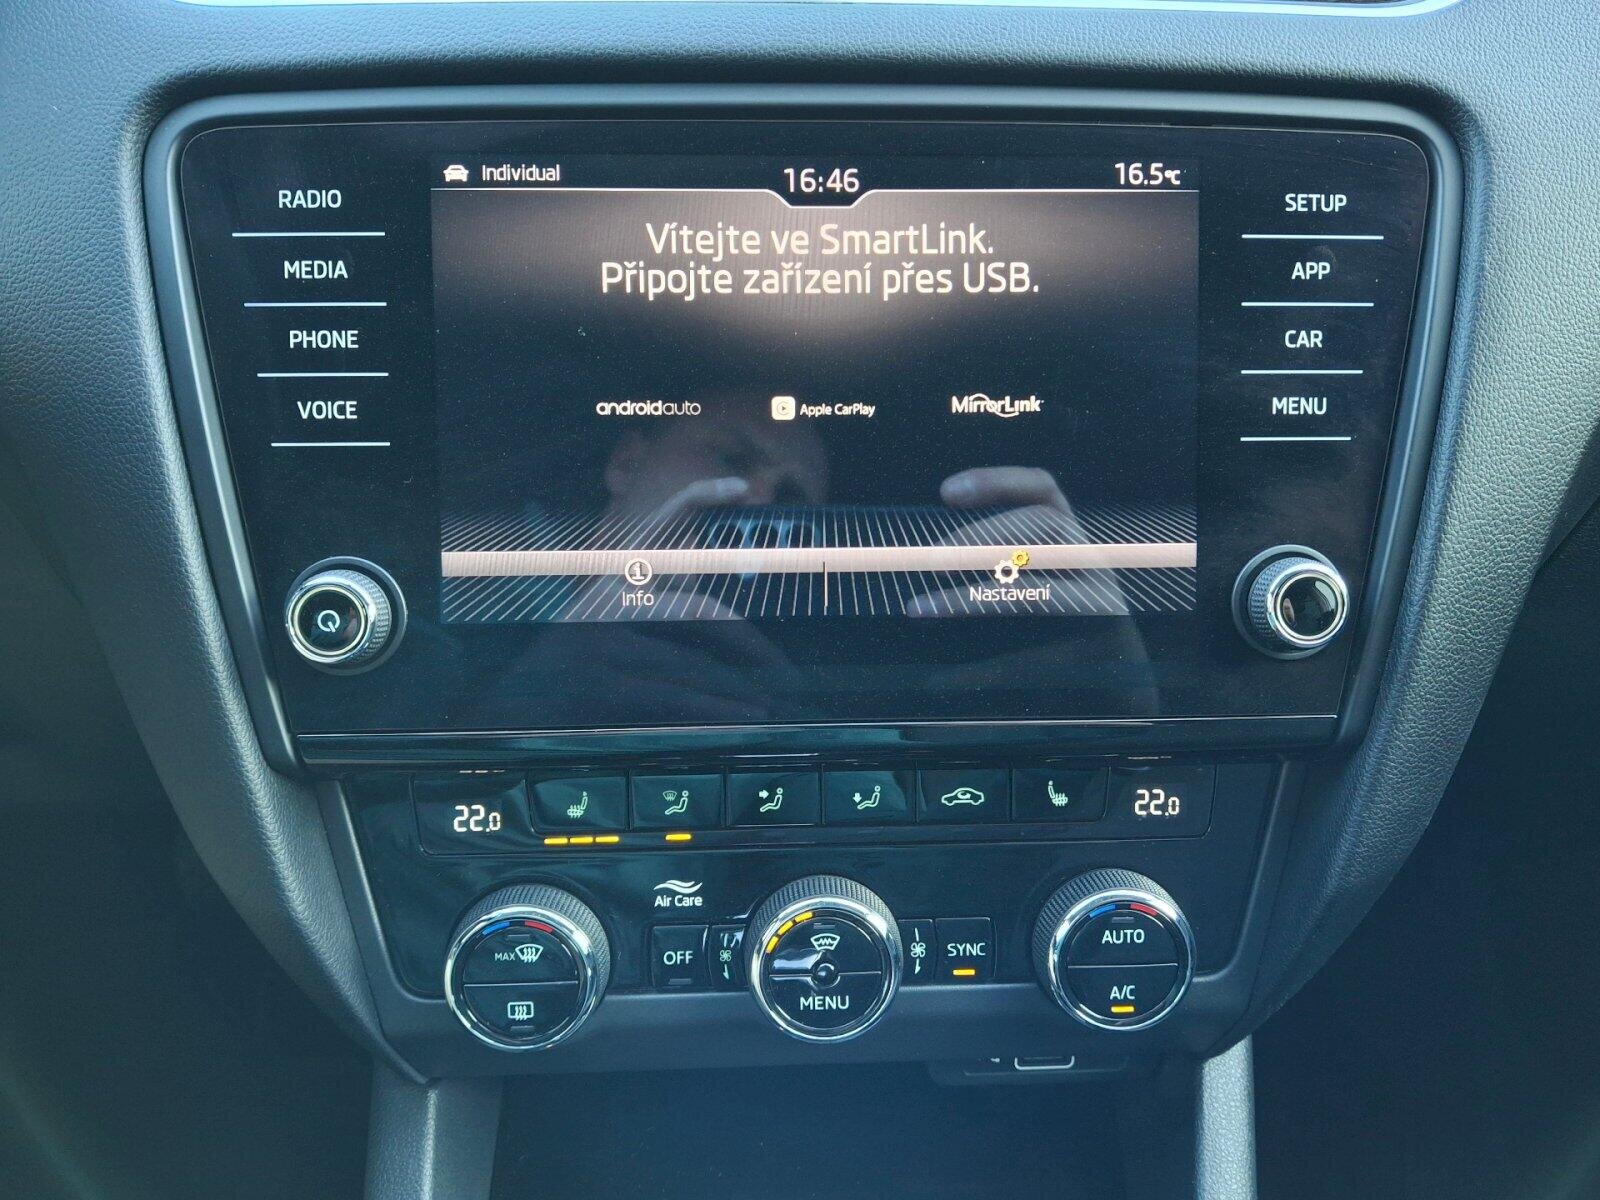 Individual
16:46
16.5°C
Vítejte ve SmartLink.
Připojte zařízení přes USB.
androidauto
Apple CarPlay
MirrorLink
Info
Nastavení
RADIO
MEDIA
PHONE
VOICE
SETUP
APP
CAR
MENU
22.0
22.0
Air Care
MAX
OFF
MENU
SYNC
AUTO
A/C